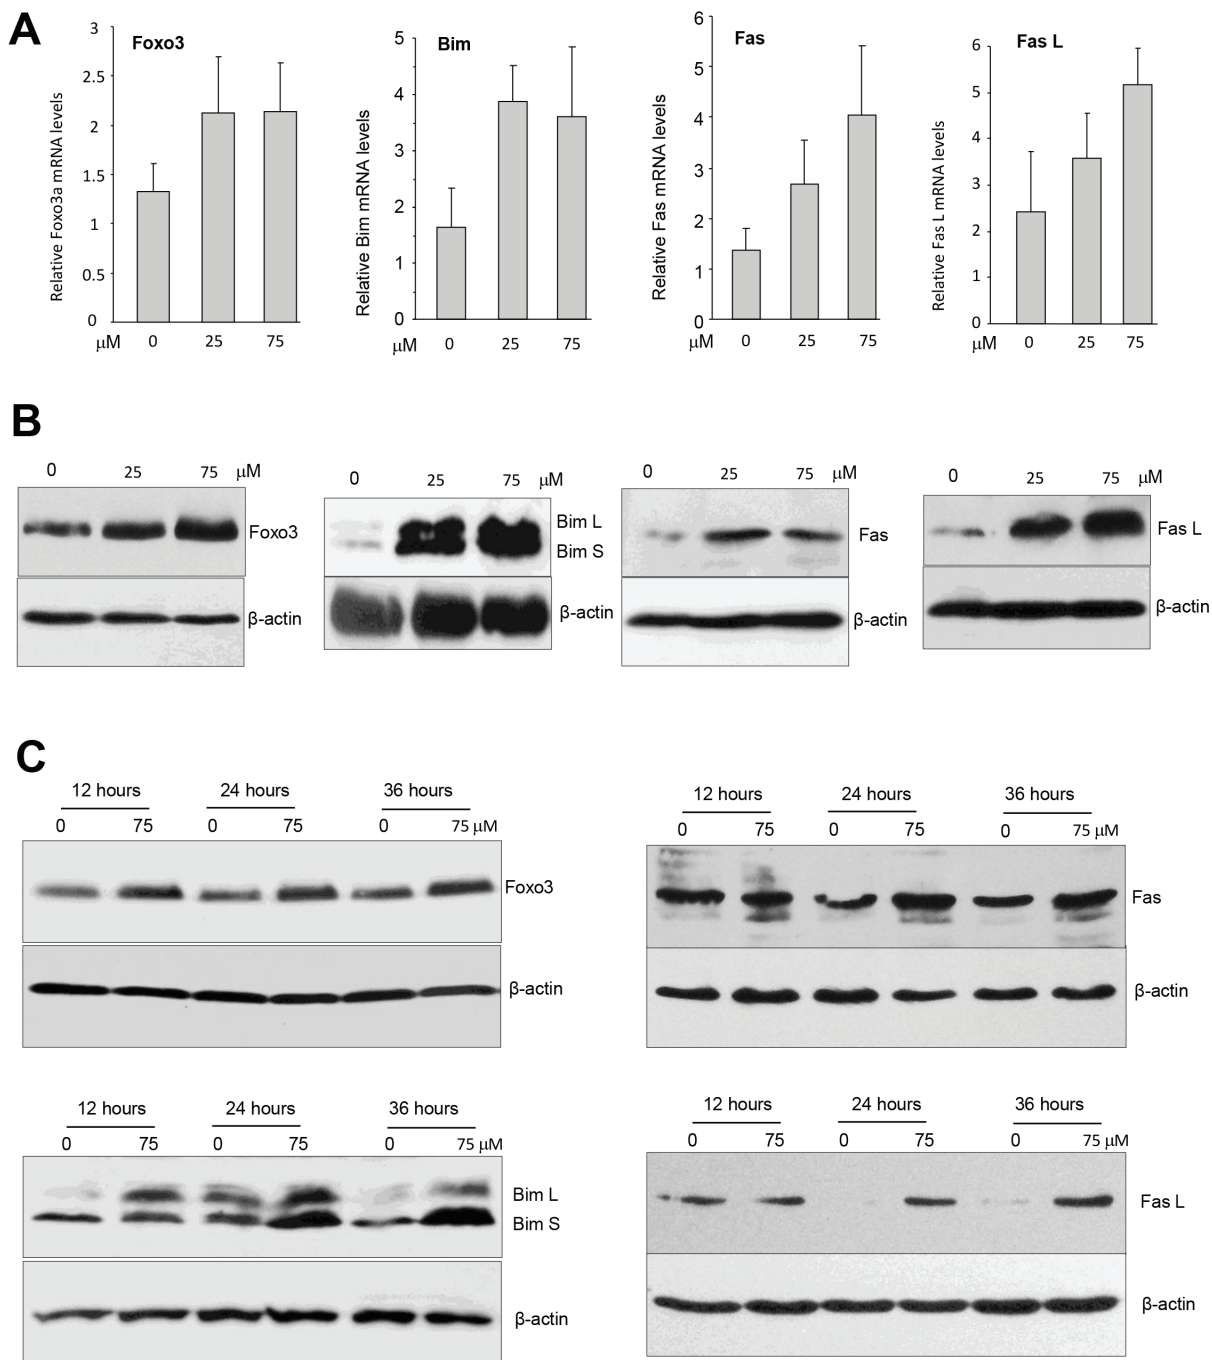 A
Foxo3
Relative Foxo3a mRNA levels
3
2.5
2
1.5
1
0.5
0
μM 0 25 75
Bim
Relative Bim mRNA levels
5
4
3
2
1
0
μM 0 25 75
Fas
Relative Fas mRNA levels
6
5
4
3
2
1
0
μM 0 25 75
Fas L
Relative Fas L mRNA levels
6
5
4
3
2
1
0
μM 0 25 75
B
0 25 75 μM
Foxo3
β-actin
0 25 75 μM
Bim L
Bim S
β-actin
0 25 75 μM
Fas
β-actin
0 25 75 μM
Fas L
β-actin
C
12 hours 24 hours 36 hours
0 75 0 75 0 75 μM
Foxo3
β-actin
12 hours 24 hours 36 hours
0 75 0 75 0 75 μM
Fas
β-actin
12 hours 24 hours 36 hours
0 75 0 75 0 75 μM
Bim L
Bim S
β-actin
12 hours 24 hours 36 hours
0 75 0 75 0 75 μM
Fas L
β-actin